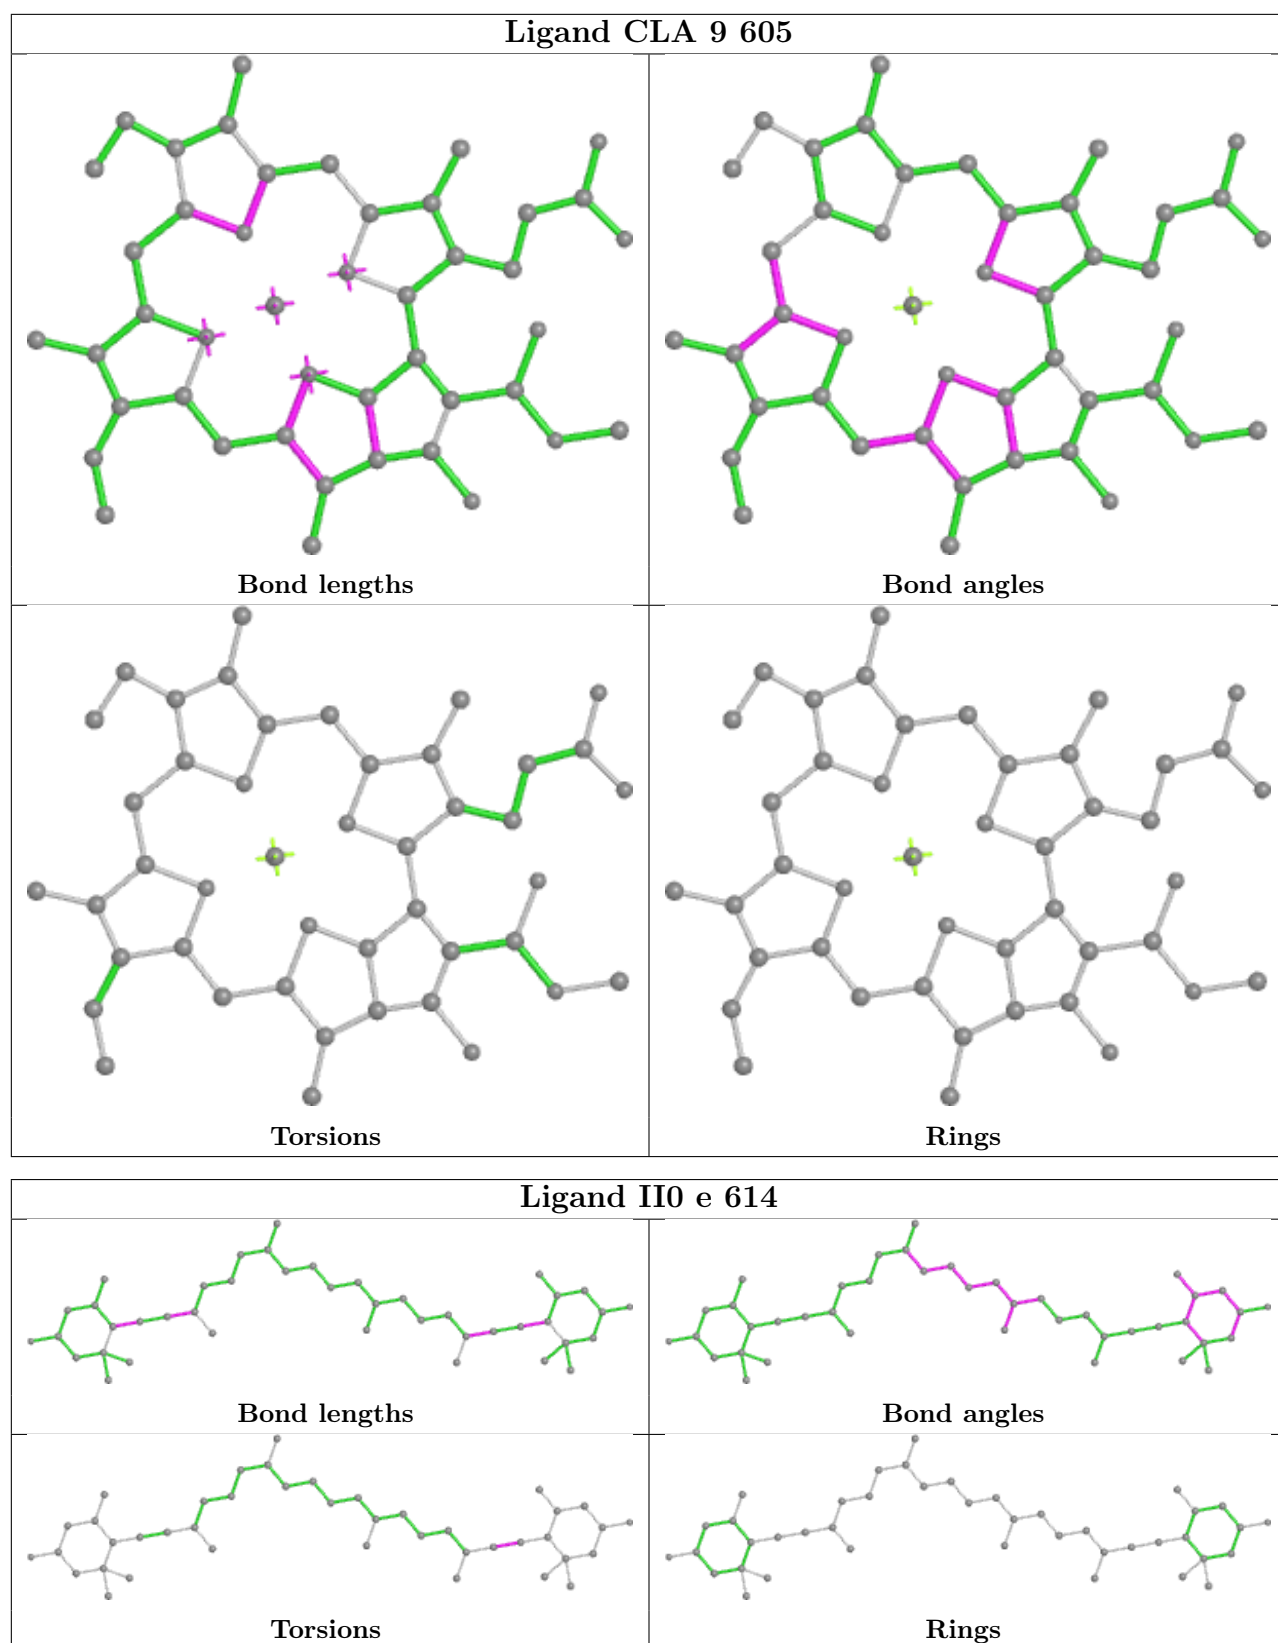 Ligand CLA 9 605
Bond lengths
Bond angles
Torsions
Rings
Ligand II0 e 614
Bond lengths
Bond angles
Torsions
Rings